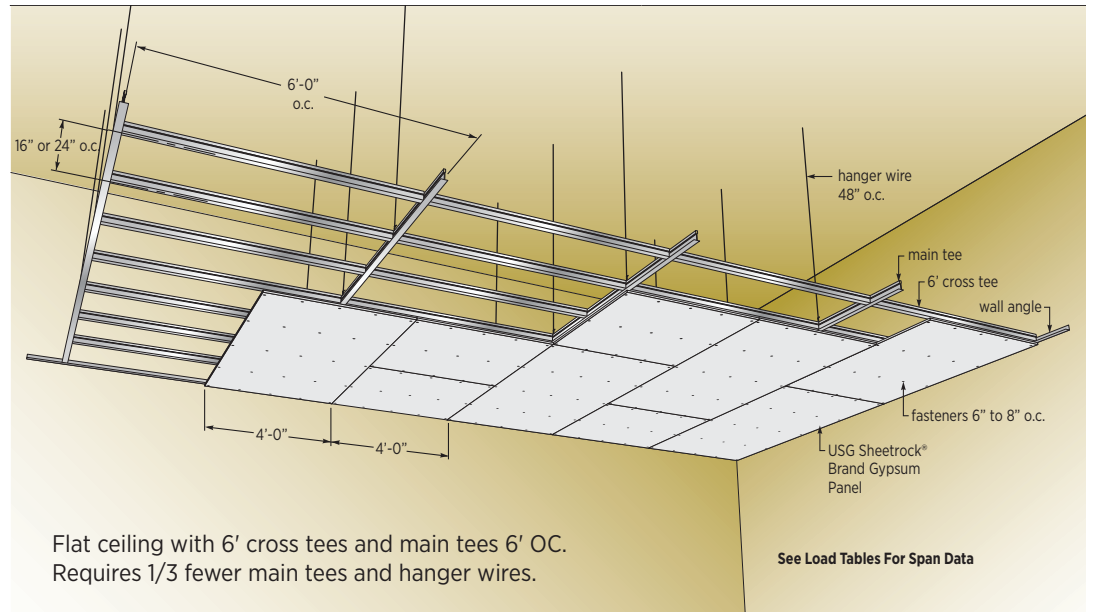 6’-0”
o.c.
16” or 24” o.c.
hanger wire
48” o.c.
main tee
6’ cross tee
wall angle
fasteners 6” to 8” o.c.
4’-0”
4’-0”
USG Sheetrock®
Brand Gypsum
Panel
Flat ceiling with 6' cross tees and main tees 6' OC.
Requires 1/3 fewer main tees and hanger wires.
See Load Tables For Span Data